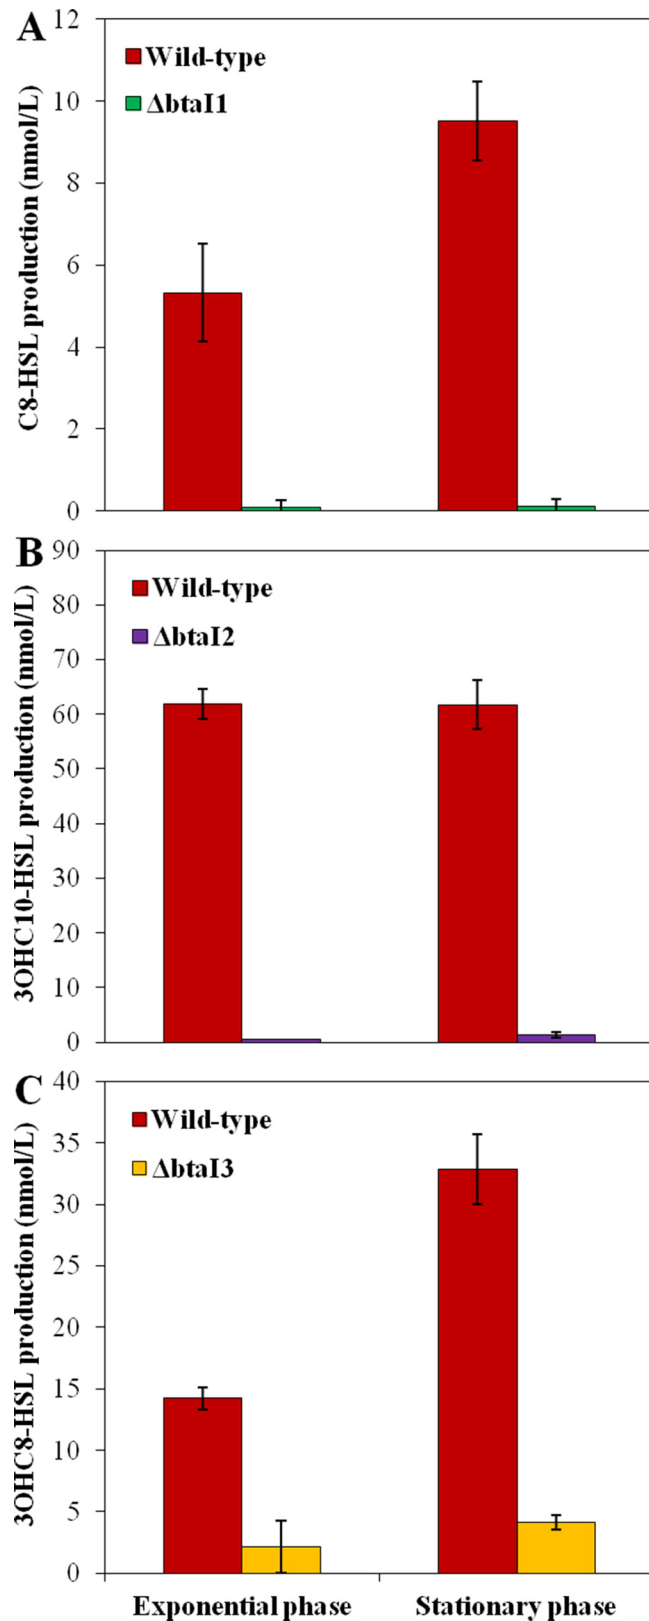 A
C8-HSL production (nmol/L)
12
10
8
6
4
2
0
Wild-type
ΔbtaI1
B
3OHC10-HSL production (nmol/L)
90
80
70
60
50
40
30
20
10
0
Wild-type
ΔbtaI2
C
3OHC8-HSL production (nmol/L)
40
35
30
25
20
15
10
5
0
Wild-type
ΔbtaI3
Exponential phase
Stationary phase